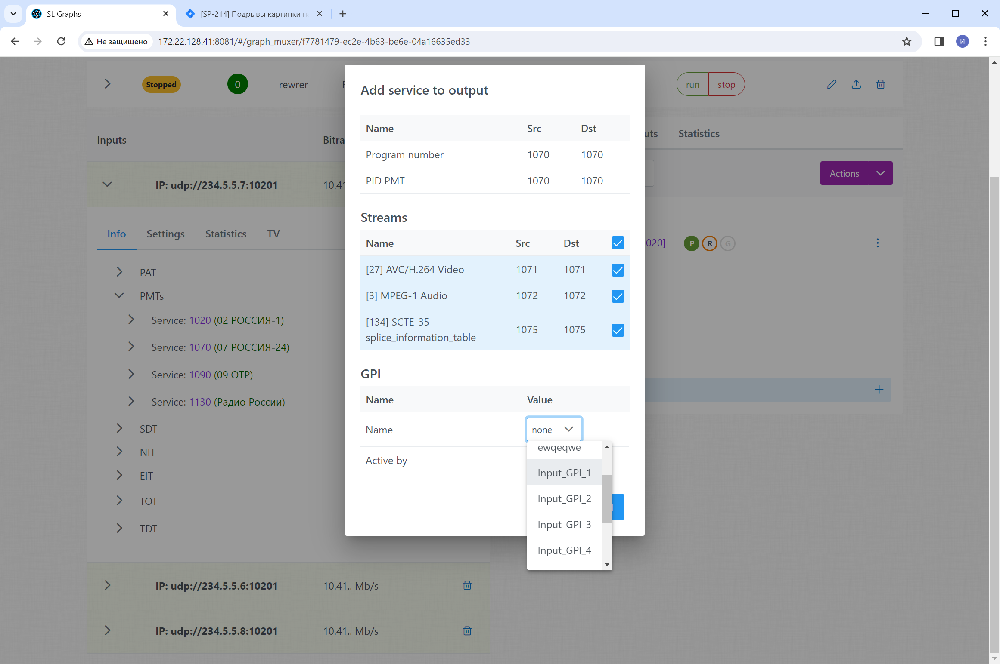 SL Graphs
[SP-214] Подрывы картинки на
Не защищено
172.22.128.41:8081/#/graph_muxer/f7781479-ec2e-4b63-be6e-04a16635ed33
И
Stopped
0
rewrer
run
stop
Inputs
Bitra
uts
Statistics
IP: udp://234.5.5.7:10201
10.41
Actions
Info
Settings
Statistics
TV
020]
P
R
G
PAT
PMTs
Service: 1020 (02 РОССИЯ-1)
Service: 1070 (07 РОССИЯ-24)
Service: 1090 (09 ОТР)
Service: 1130 (Радио России)
SDT
NIT
EIT
TOT
TDT
IP: udp://234.5.5.6:10201
10.41.. Mb/s
IP: udp://234.5.5.8:10201
10.41.. Mb/s
Add service to output
Name Src Dst
Program number 1070 1070
PID PMT 1070 1070
Streams
Name Src Dst
[27] AVC/H.264 Video 1071 1071
[3] MPEG-1 Audio 1072 1072
[134] SCTE-35
splice_information_table 1075 1075
GPI
Name Value
Name none
Active by
ewqeqwe
Input_GPI_1
Input_GPI_2
Input_GPI_3
Input_GPI_4